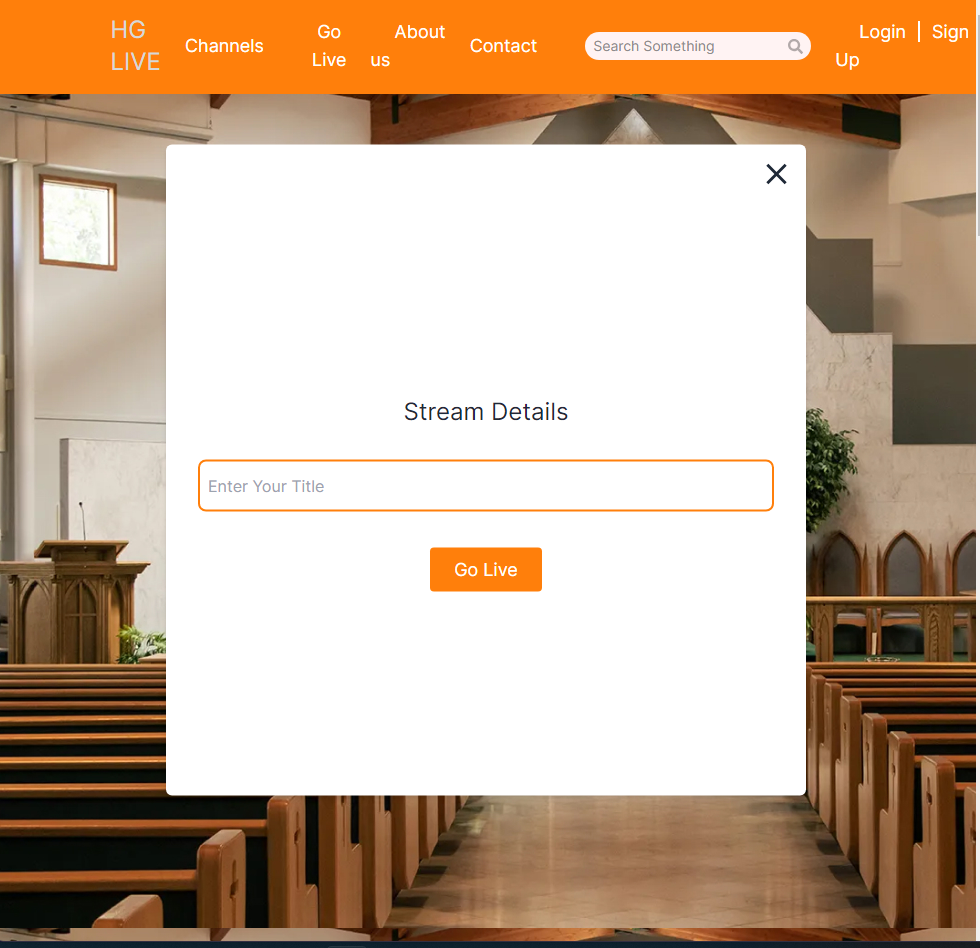 HG
LIVE
Channels
Go
Live
About
us
Contact
Search Something
Login | Sign
Up
Stream Details
Enter Your Title
Go Live